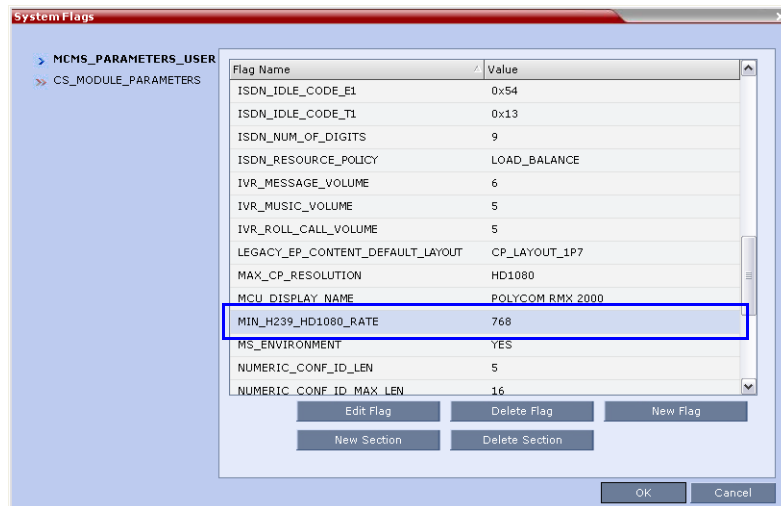 System Flags
MCMS_PARAMETERS_USER
CS_MODULE_PARAMETERS
Flag Name Value
ISDN_IDLE_CODE_E1 0x54
ISDN_IDLE_CODE_T1 0x13
ISDN_NUM_OF_DIGITS 9
ISDN_RESOURCE_POLICY LOAD_BALANCE
IVR_MESSAGE_VOLUME 6
IVR_MUSIC_VOLUME 5
IVR_ROLL_CALL_VOLUME 5
LEGACY_EP_CONTENT_DEFAULT_LAYOUT CP_LAYOUT_1P7
MAX_CP_RESOLUTION HD1080
MCU_DISPLAY_NAME POLYCOM RMX 2000
MIN_H239_HD1080_RATE 768
MS_ENVIRONMENT YES
NUMERIC_CONF_ID_LEN 5
NUMERIC_CONF_ID_MAX_LEN 16
Edit Flag Delete Flag New Flag
New Section Delete Section
OK Cancel